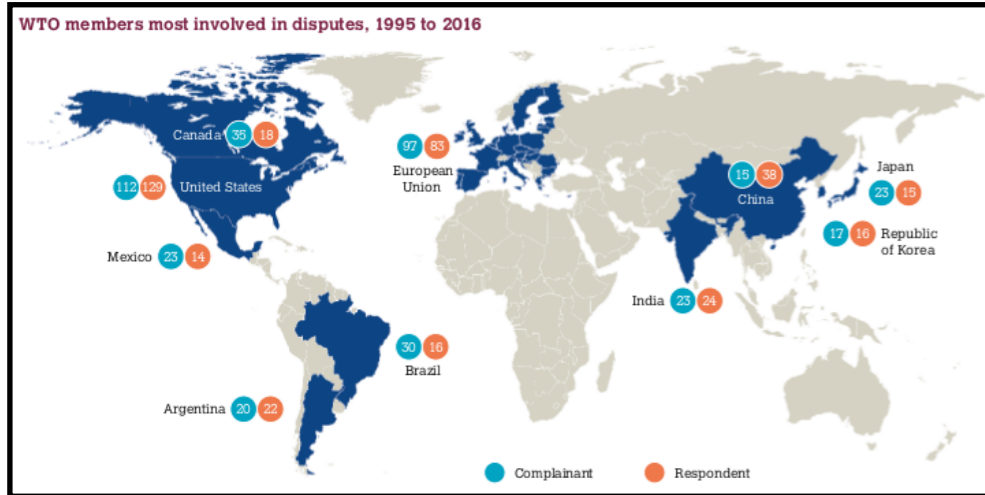 WTO members most involved in disputes, 1995 to 2016
Canada 35 18
97 83
European
Union
112 129 United States
15 38
China
Japan
23 15
17 16 Republic
of Korea
Mexico 23 14
India 23 24
30 16
Brazil
Argentina 20 22
Complainant Respondent